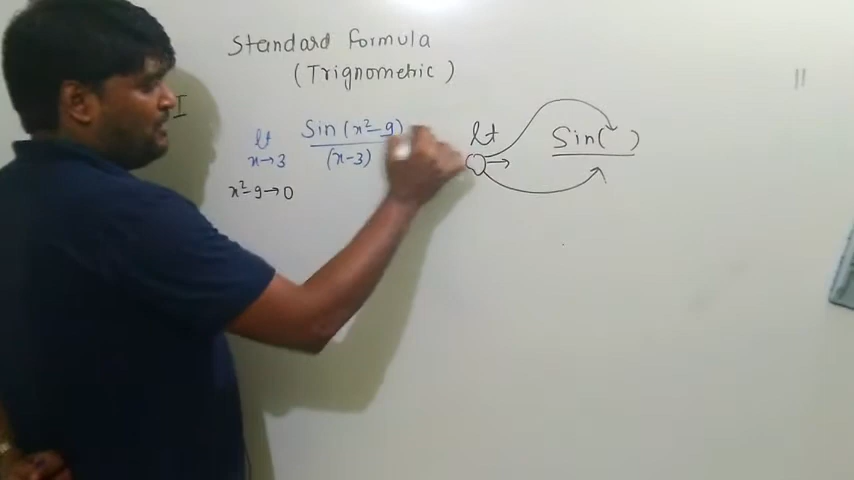 Standard formula
(Trignometric)
I
lt Sin(x²-9)
x→3 (x-3)
x²-9→0
lt Sin( )
→